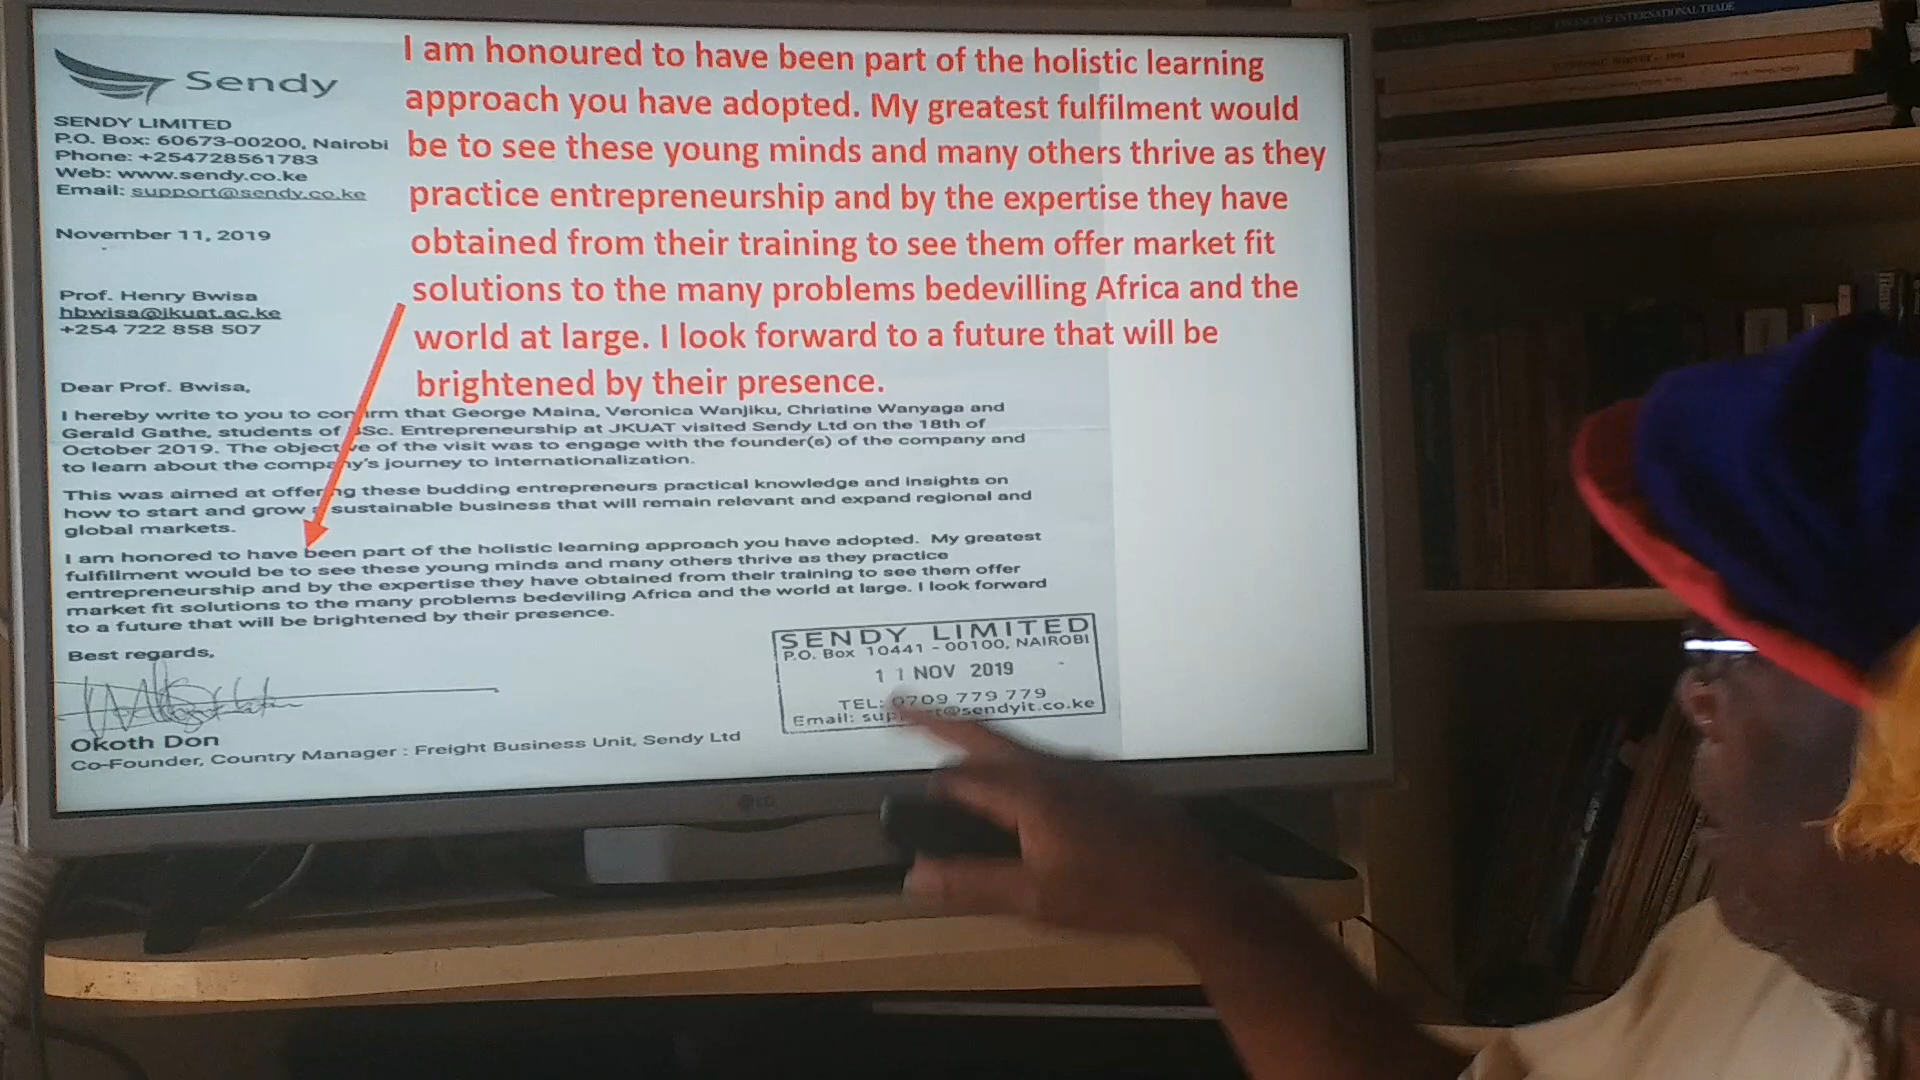 Sendy
SENDY LIMITED
P.O. Box: 60673-00200, Nairobi
Phone: +254728561783
Web: www.sendy.co.ke
Email: support@sendy.co.ke
November 11, 2019
Prof. Henry Bwisa
hbwisa@jkuat.ac.ke
+254 722 858 507
I am honoured to have been part of the holistic learning
approach you have adopted. My greatest fulfilment would
be to see these young minds and many others thrive as they
practice entrepreneurship and by the expertise they have
obtained from their training to see them offer market fit
solutions to the many problems bedevilling Africa and the
world at large. I look forward to a future that will be
brightened by their presence.
Dear Prof. Bwisa,
I hereby write to you to confirm that George Maina, Veronica Wanjiku, Christine Wanyaga and
Gerald Gathe, students of BSc. Entrepreneurship at JKUAT visited Sendy Ltd on the 18th of
October 2019. The objective of the visit was to engage with the founder(s) of the company and
to learn about the company's journey to internationalization.
This was aimed at offering these budding entrepreneurs practical knowledge and insights on
how to start and grow a sustainable business that will remain relevant and expand regional and
global markets.
I am honored to have been part of the holistic learning approach you have adopted. My greatest
fulfillment would be to see these young minds and many others thrive as they practice
entrepreneurship and by the expertise they have obtained from their training to see them offer
market fit solutions to the many problems bedeviling Africa and the world at large. I look forward
to a future that will be brightened by their presence.
Best regards,
Okoth Don
Co-Founder, Country Manager : Freight Business Unit, Sendy Ltd
SENDY LIMITED
P.O. Box 10441 - 00100, NAIROBI
11 NOV 2019
TEL: 0709 779 779
Email: support@sendyit.co.ke
LG
INTERNATIONAL TRADE